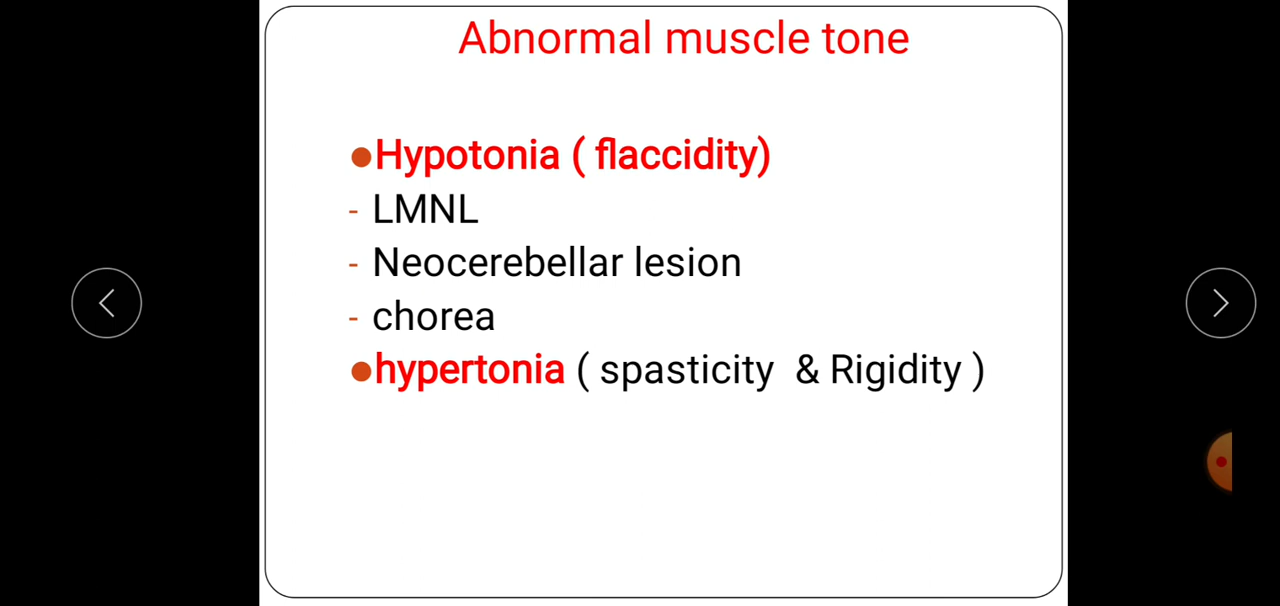 Abnormal muscle tone
●Hypotonia ( flaccidity)
- LMNL
- Neocerebellar lesion
- chorea
●hypertonia ( spasticity & Rigidity )